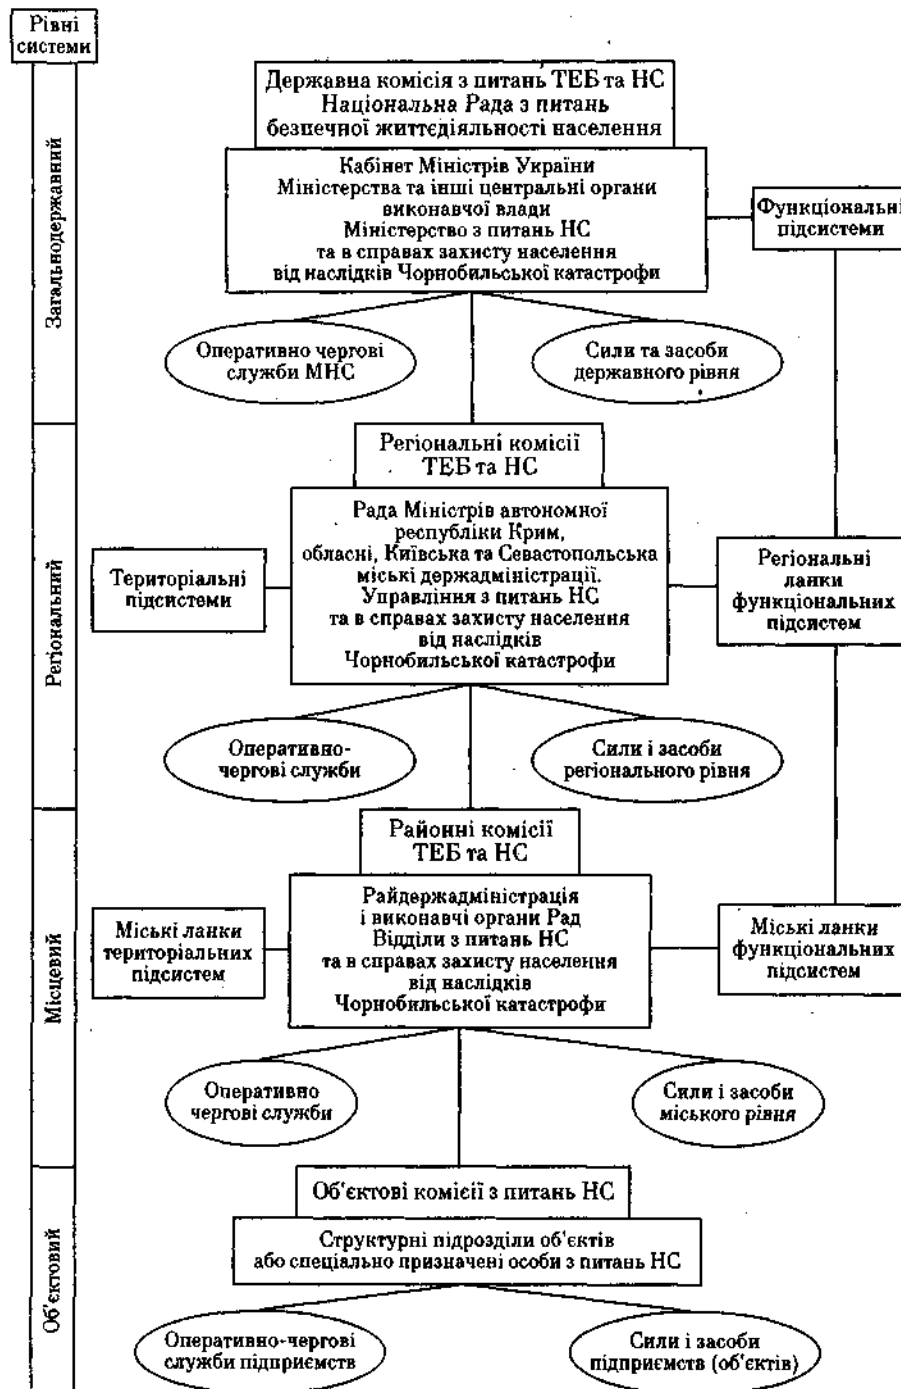 Рівні
системи
Загальнодержавний
Державна комісія з питань ТЕБ та НС
Національна Рада з питань
безпечної життєдіяльності населення
Кабінет Міністрів України
Міністерства та інші центральні органи
виконавчої влади
Міністерство з питань НС
та в справах захисту населення
від наслідків Чорнобильської катастрофи
Функціональні
підсистеми
Оперативно чергові
служби МНС
Сили та засоби
державного рівня
Регіональний
Регіональні комісії
ТЕБ та НС
Територіальні
підсистеми
Рада Міністрів автономної
республіки Крим,
обласні, Київська та Севастопольська
міські держадміністрації.
Управління з питань НС
та в справах захисту населення
від наслідків
Чорнобильської катастрофи
Регіональні
ланки
функціональних
підсистем
Оперативно-
чергові служби
Сили і засоби
регіонального рівня
Місцевий
Районні комісії
ТЕБ та НС
Міські ланки
територіальних
підсистем
Райдержадміністрація
і виконавчі органи Рад
Відділи з питань НС
та в справах захисту населення
від наслідків
Чорнобильської катастрофи
Міські ланки
функціональних
підсистем
Оперативно
чергові служби
Сили і засоби
міського рівня
Об'єктовий
Об'єктові комісії з питань НС
Структурні підрозділи об'єктів
або спеціально призначені особи з питань НС
Оперативно-чергові
служби підприємств
Сили і засоби
підприємств (об'єктів)